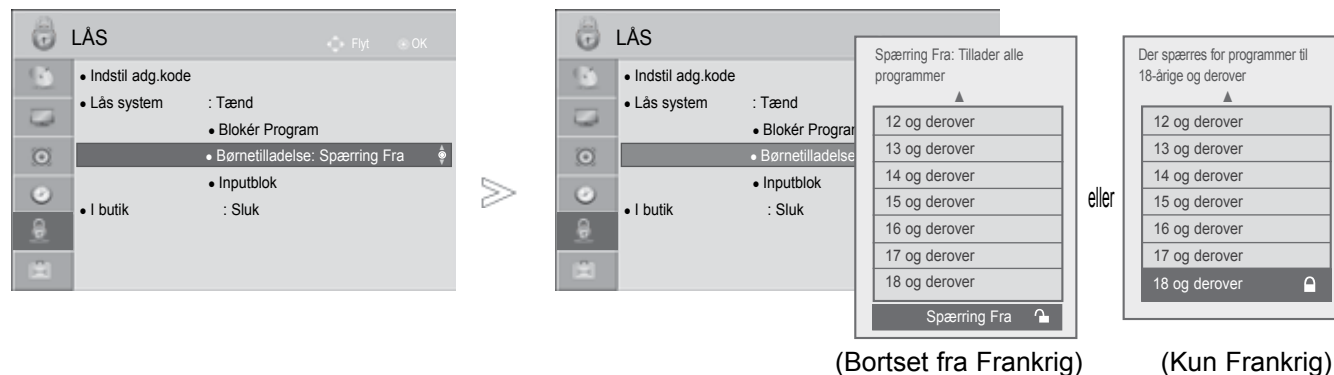 LÅS
Flyt OK
• Indstil adg.kode
• Lås system : Tænd
• Blokér Program
• Børnetilladelse: Spærring Fra
• Inputblok
• I butik : Sluk
LÅS
• Indstil adg.kode
• Lås system : Tænd
• Blokér Progra
• Børnetilladelse
• Inputblok
• I butik : Sluk
Spærring Fra: Tillader alle
programmer
12 og derover
13 og derover
14 og derover
15 og derover
16 og derover
17 og derover
18 og derover
Spærring Fra
(Bortset fra Frankrig)
eller
Der spærres for programmer til
18-årige og derover
12 og derover
13 og derover
14 og derover
15 og derover
16 og derover
17 og derover
18 og derover
(Kun Frankrig)